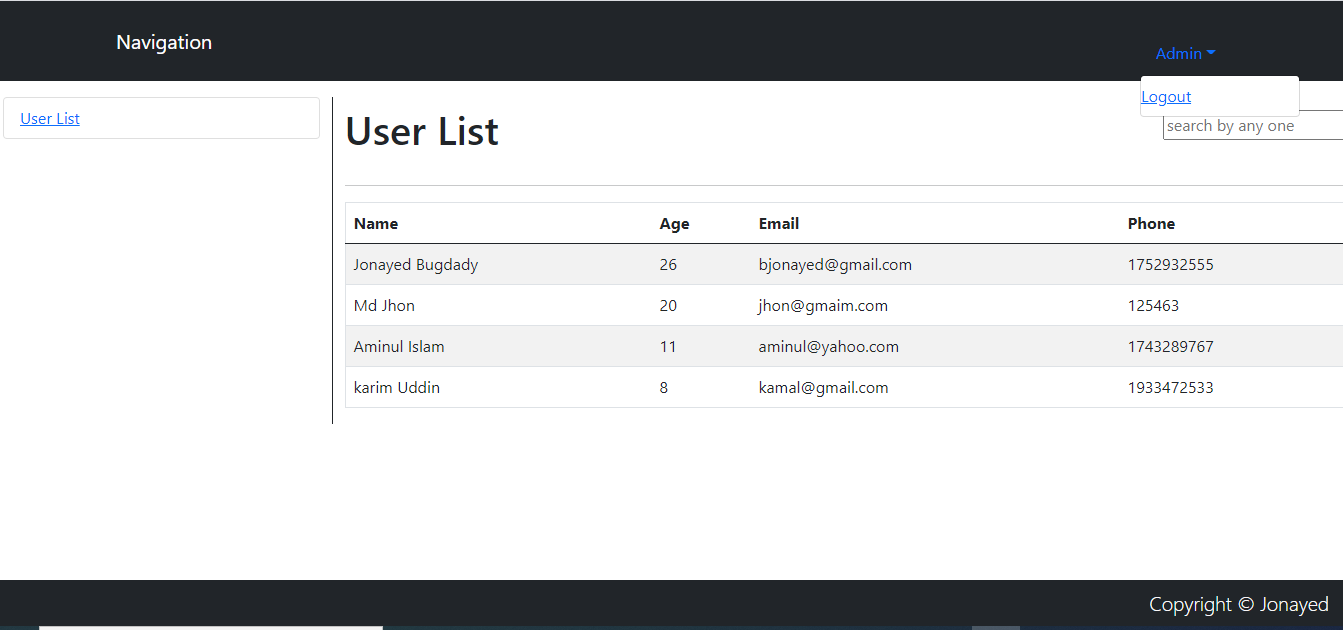 Navigation
Admin
Logout
User List
User List
search by any one
Name Age Email Phone
Jonayed Bugdady 26 bjonayed@gmail.com 1752932555
Md Jhon 20 jhon@gmaim.com 125463
Aminul Islam 11 aminul@yahoo.com 1743289767
karim Uddin 8 kamal@gmail.com 1933472533
Copyright © Jonayed